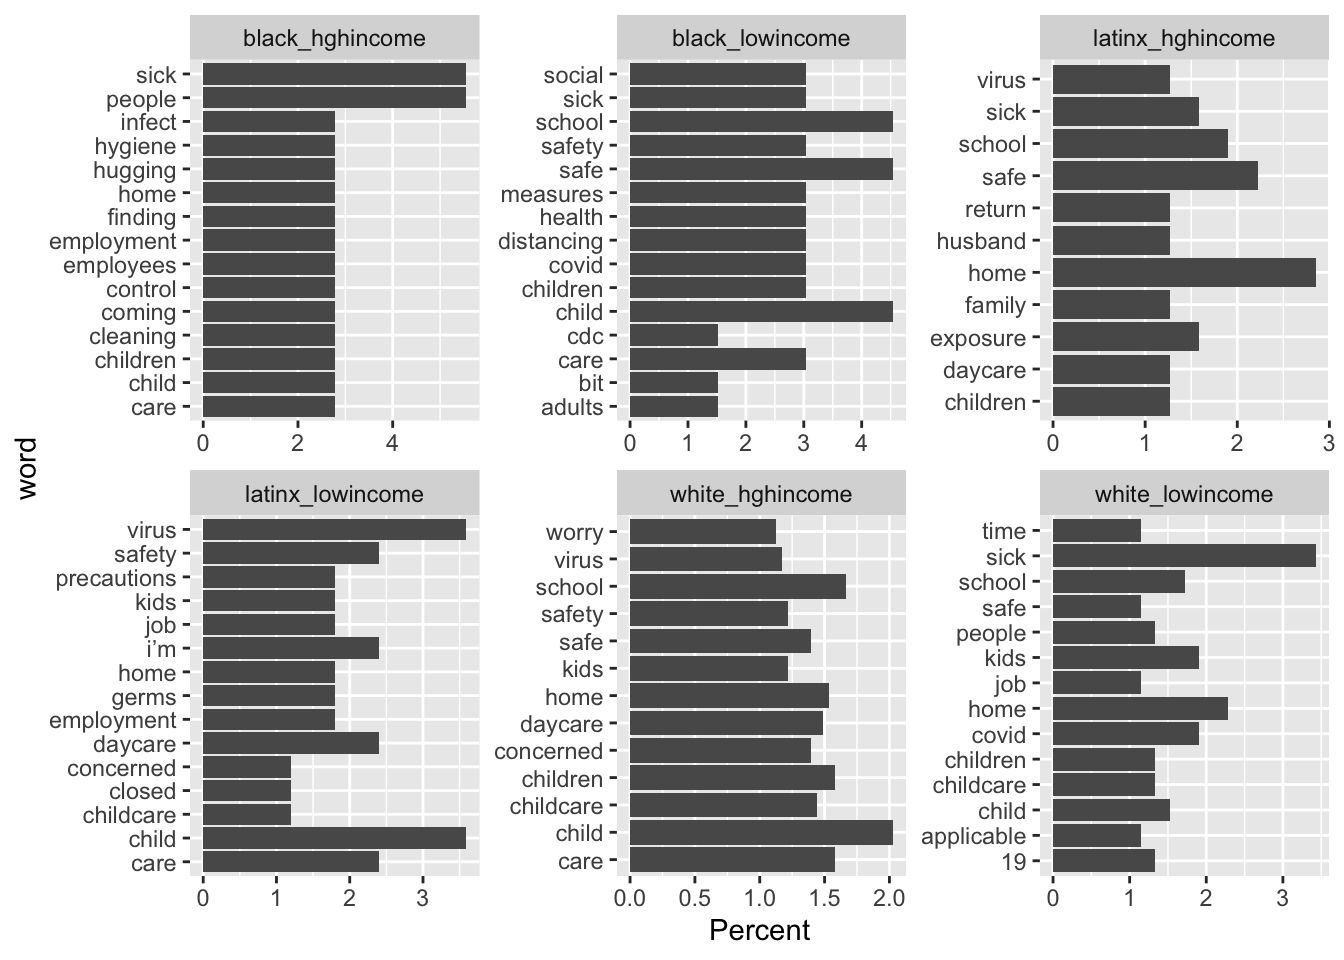 word
black_hghincome
sick
people
infect
hygiene
hugging
home
finding
employment
employees
control
coming
cleaning
children
child
care
0 2 4
black_lowincome
social
sick
school
safety
safe
measures
health
distancing
covid
children
child
cdc
care
bit
adults
0 1 2 3 4
latinx_hghincome
virus
sick
school
safe
return
husband
home
family
exposure
daycare
children
0 1 2 3
latinx_lowincome
virus
safety
precautions
kids
job
i’m
home
germs
employment
daycare
concerned
closed
childcare
child
care
0 1 2 3
white_hghincome
worry
virus
school
safety
safe
kids
home
daycare
concerned
children
childcare
child
care
0.0 0.5 1.0 1.5 2.0
white_lowincome
time
sick
school
safe
people
kids
job
home
covid
children
childcare
child
applicable
19
0 1 2 3
Percent